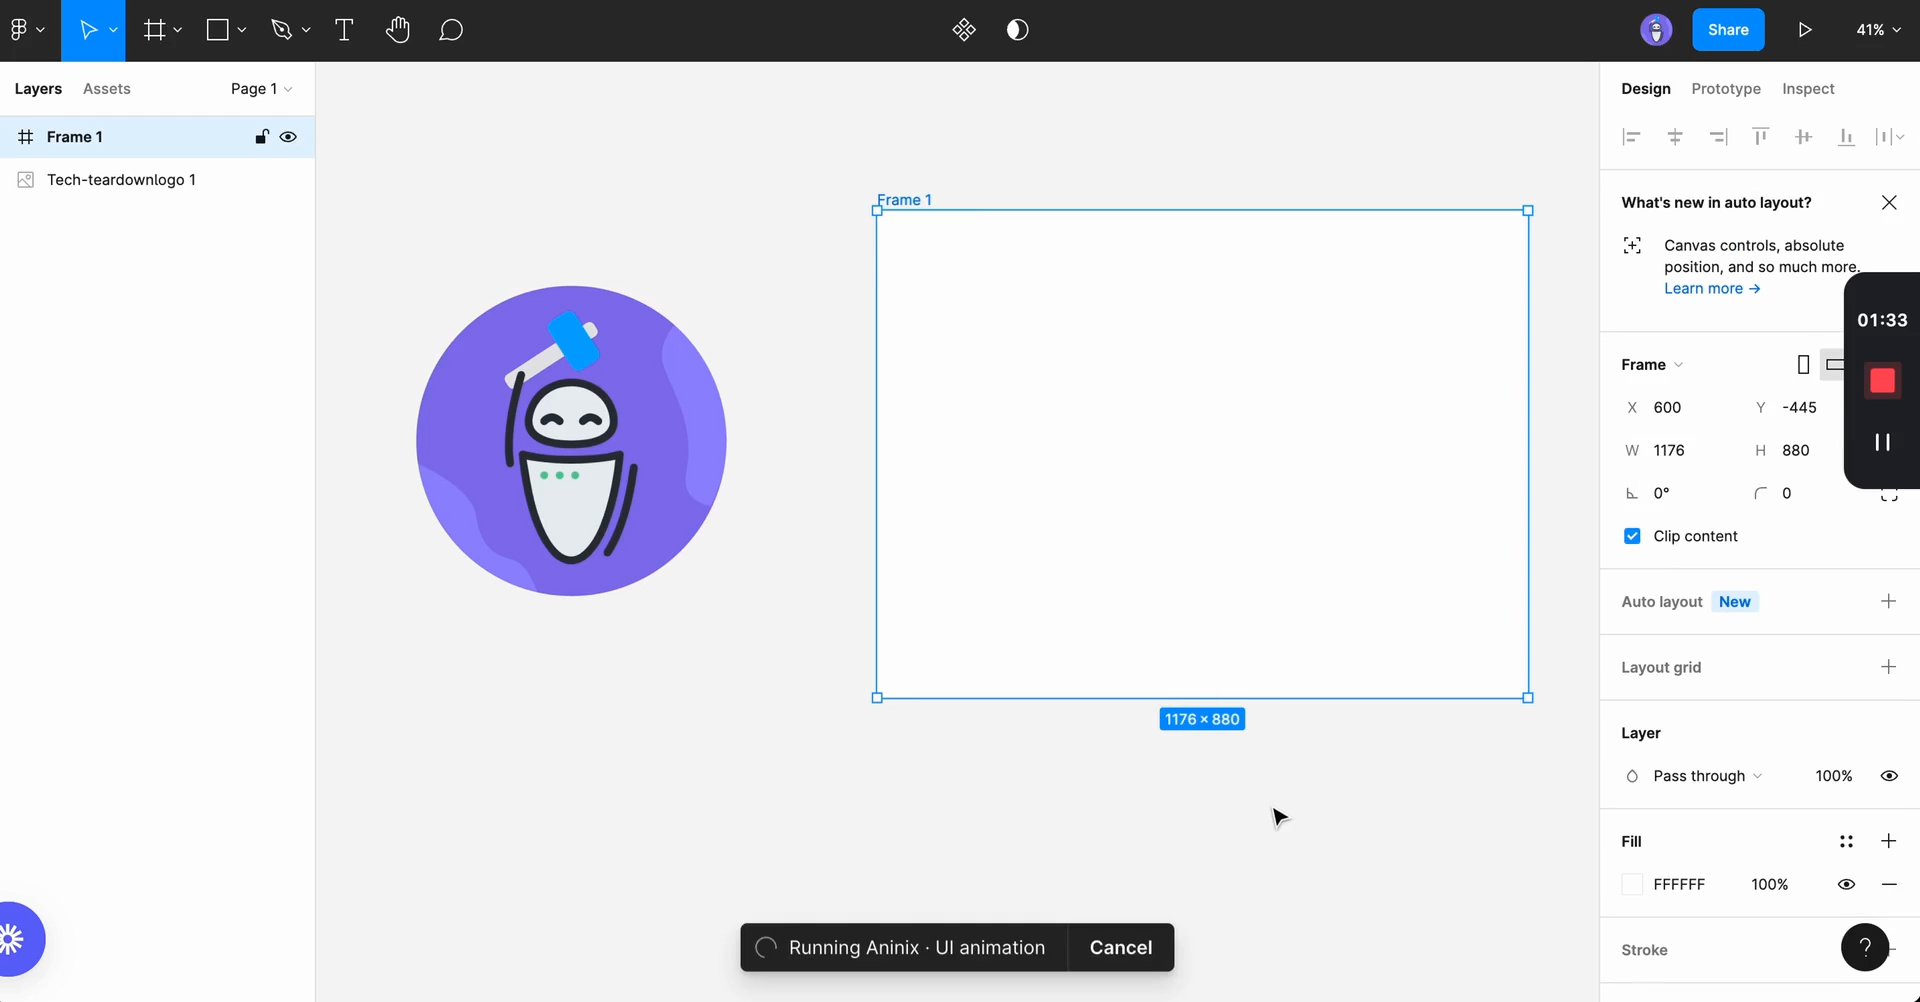 Share
41%
Layers
Assets
Page 1
Frame 1
Tech-teardownlogo 1
Frame 1
1176 × 880
Running Aninix · UI animation
Cancel
Design
Prototype
Inspect
What's new in auto layout?
Canvas controls, absolute
position, and so much more.
Learn more →
01:33
Frame
X 600
Y -445
W 1176
H 880
0°
0
Clip content
Auto layout New
Layout grid
Layer
Pass through
100%
Fill
FFFFFF
100%
Stroke
?